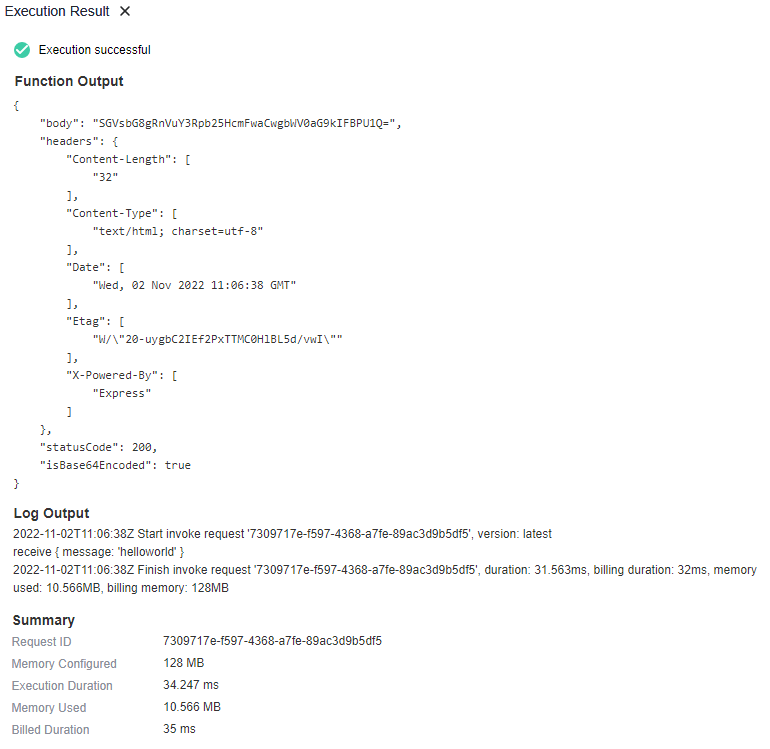 Execution Result ×
Execution successful
Function Output
{
"body": "SGVsbG8gRnVuY3Rpb25HcmFwaCwgbWV0aG9kIFBPU1Q=",
"headers": {
"Content-Length": [
"32"
],
"Content-Type": [
"text/html; charset=utf-8"
],
"Date": [
"Wed, 02 Nov 2022 11:06:38 GMT"
],
"Etag": [
"W/\"20-uygbC2IEf2PxTTMC0HlBL5d/vwI\""
],
"X-Powered-By": [
"Express"
]
},
"statusCode": 200,
"isBase64Encoded": true
}
Log Output
2022-11-02T11:06:38Z Start invoke request '7309717e-f597-4368-a7fe-89ac3d9b5df5', version: latest
receive { message: 'helloworld' }
2022-11-02T11:06:38Z Finish invoke request '7309717e-f597-4368-a7fe-89ac3d9b5df5', duration: 31.563ms, billing duration: 32ms, memory
used: 10.566MB, billing memory: 128MB
Summary
Request ID 7309717e-f597-4368-a7fe-89ac3d9b5df5
Memory Configured 128 MB
Execution Duration 34.247 ms
Memory Used 10.566 MB
Billed Duration 35 ms